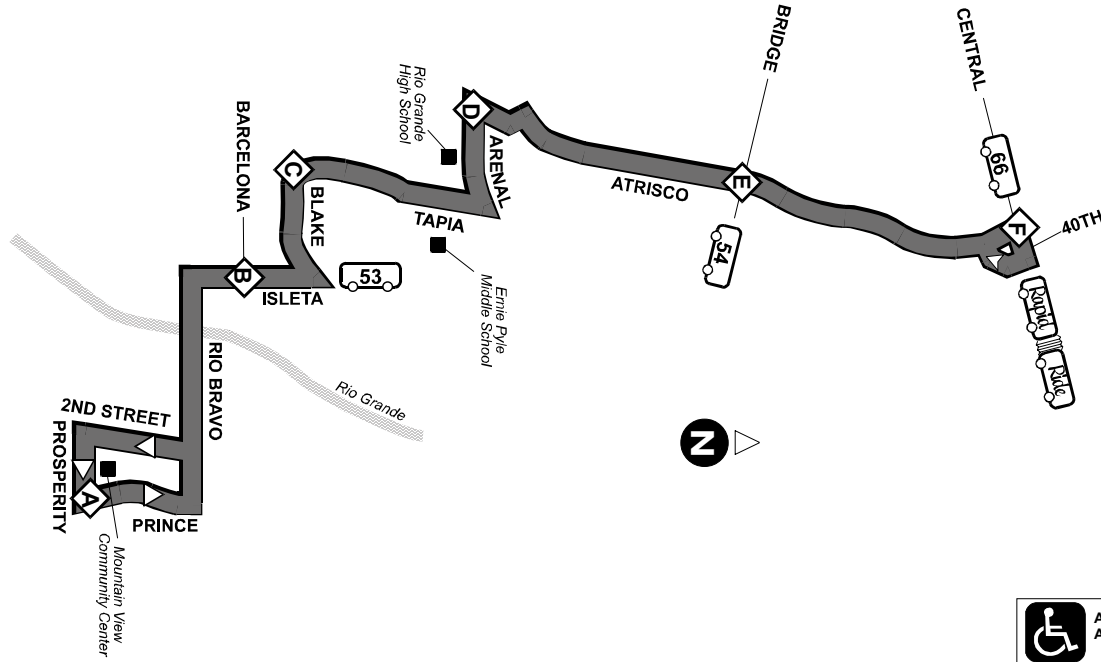 CENTRAL
66
F
40TH
Rapid
Ride
BRIDGE
E
54
ATRISCO
D
ARENAL
Rio Grande
High School
TAPIA
Ernie Pyle
Middle School
C
BLAKE
BARCELONA
B
ISLETA
53
RIO BRAVO
Rio Grande
2ND STREET
PROSPERITY
A
PRINCE
Mountain View
Community Center
N
A
A